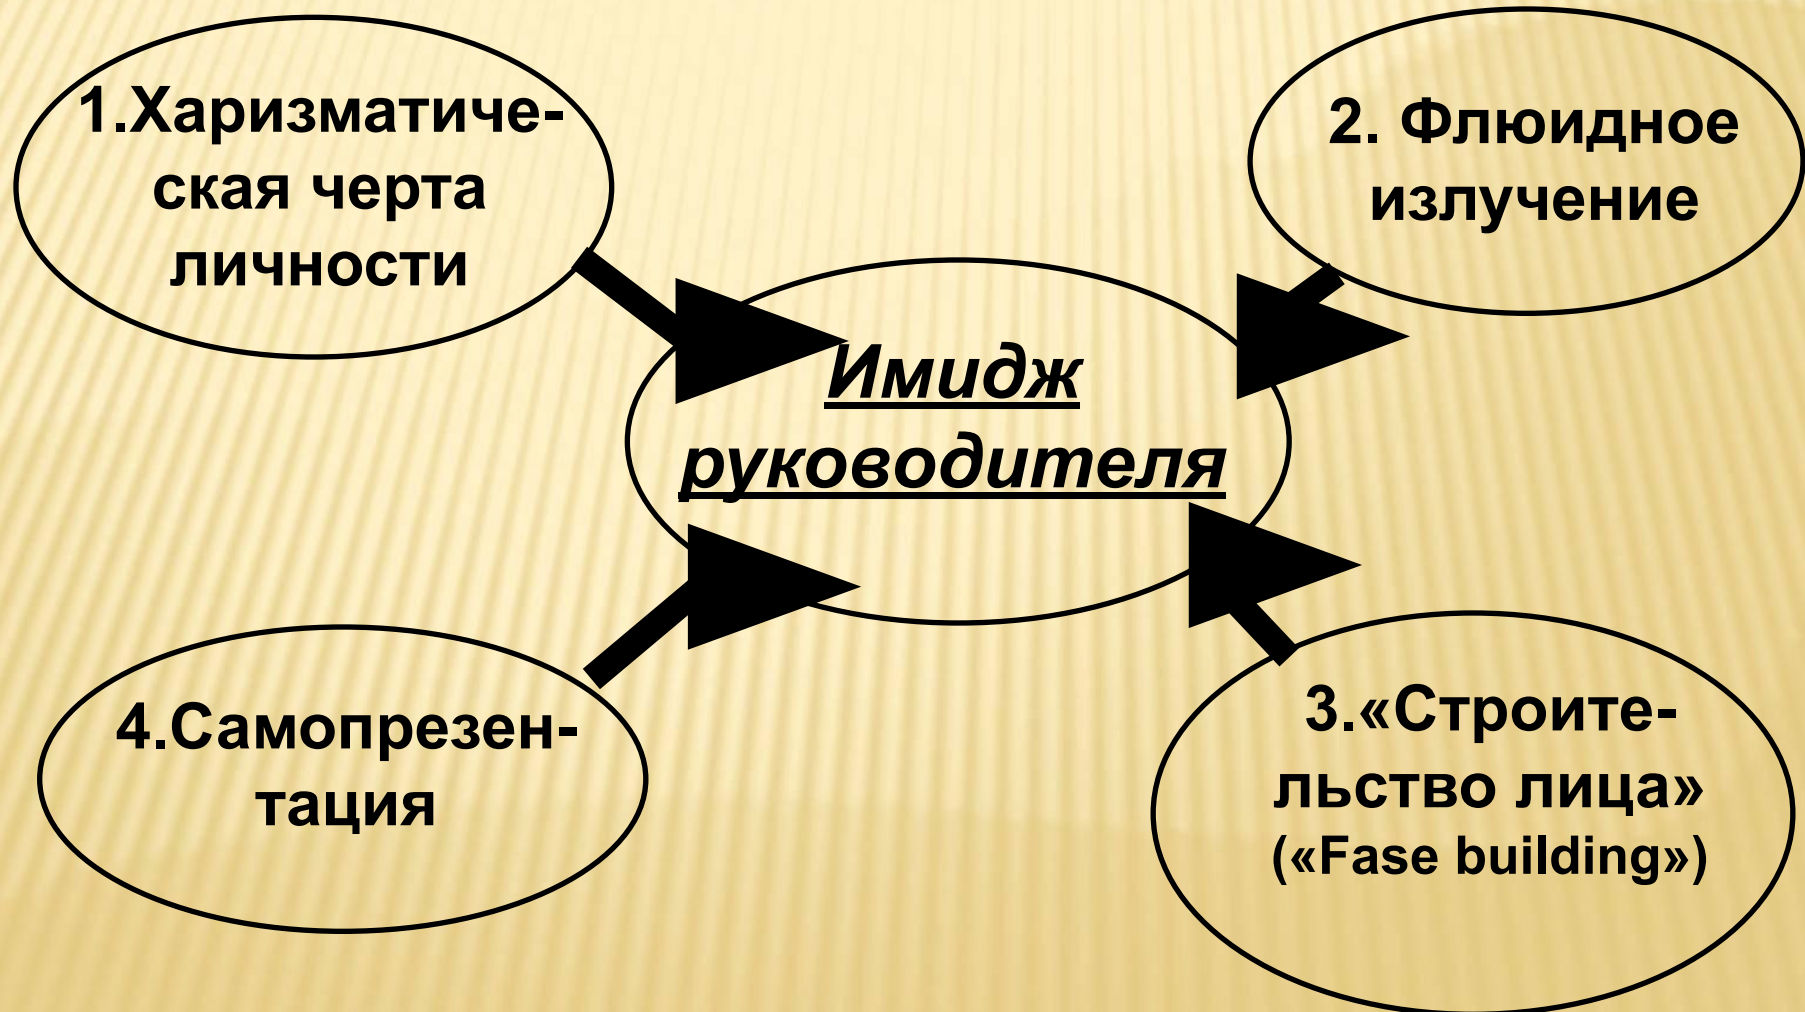 1.Харизматиче-
ская черта
личности
2. Флюидное
излучение
Имидж
руководителя
4.Самопрезен-
тация
3.«Строите-
льство лица»
(«Fase building»)